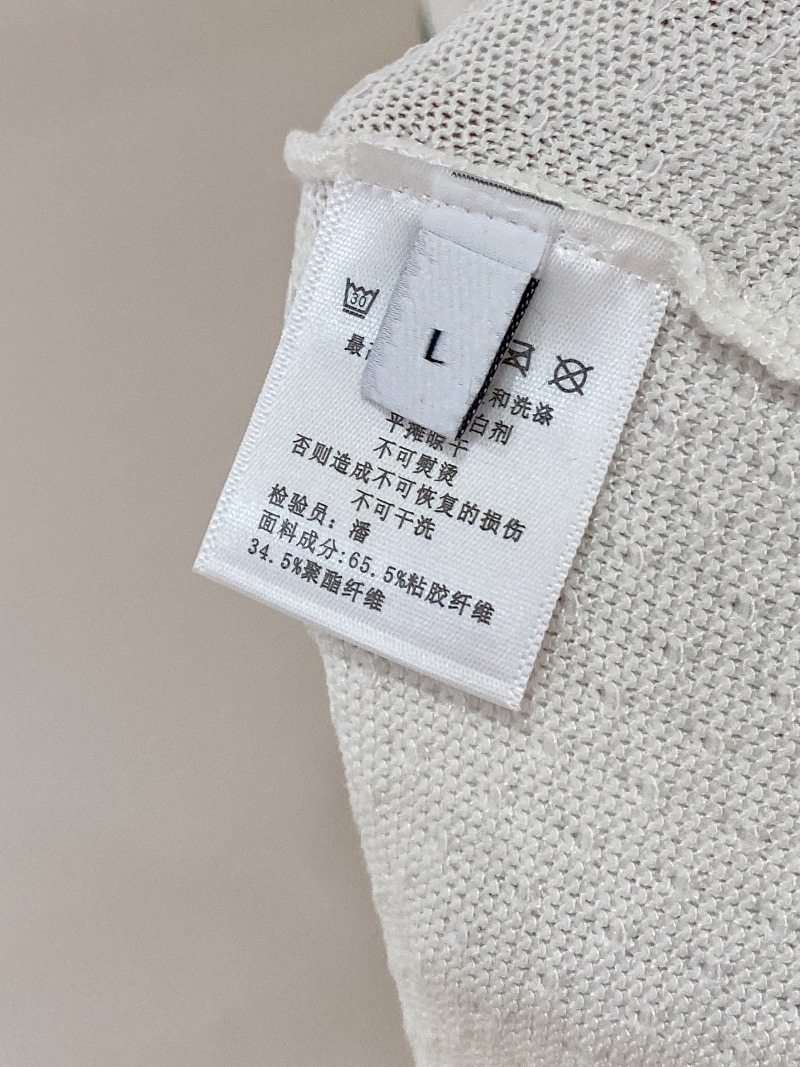 30
L
最
和洗涤
白剂
平摊晾干
不可熨烫
否则造成不可恢复的损伤
不可干洗
检验员:潘
面料成分:65.5%粘胶纤维
34.5%聚酯纤维